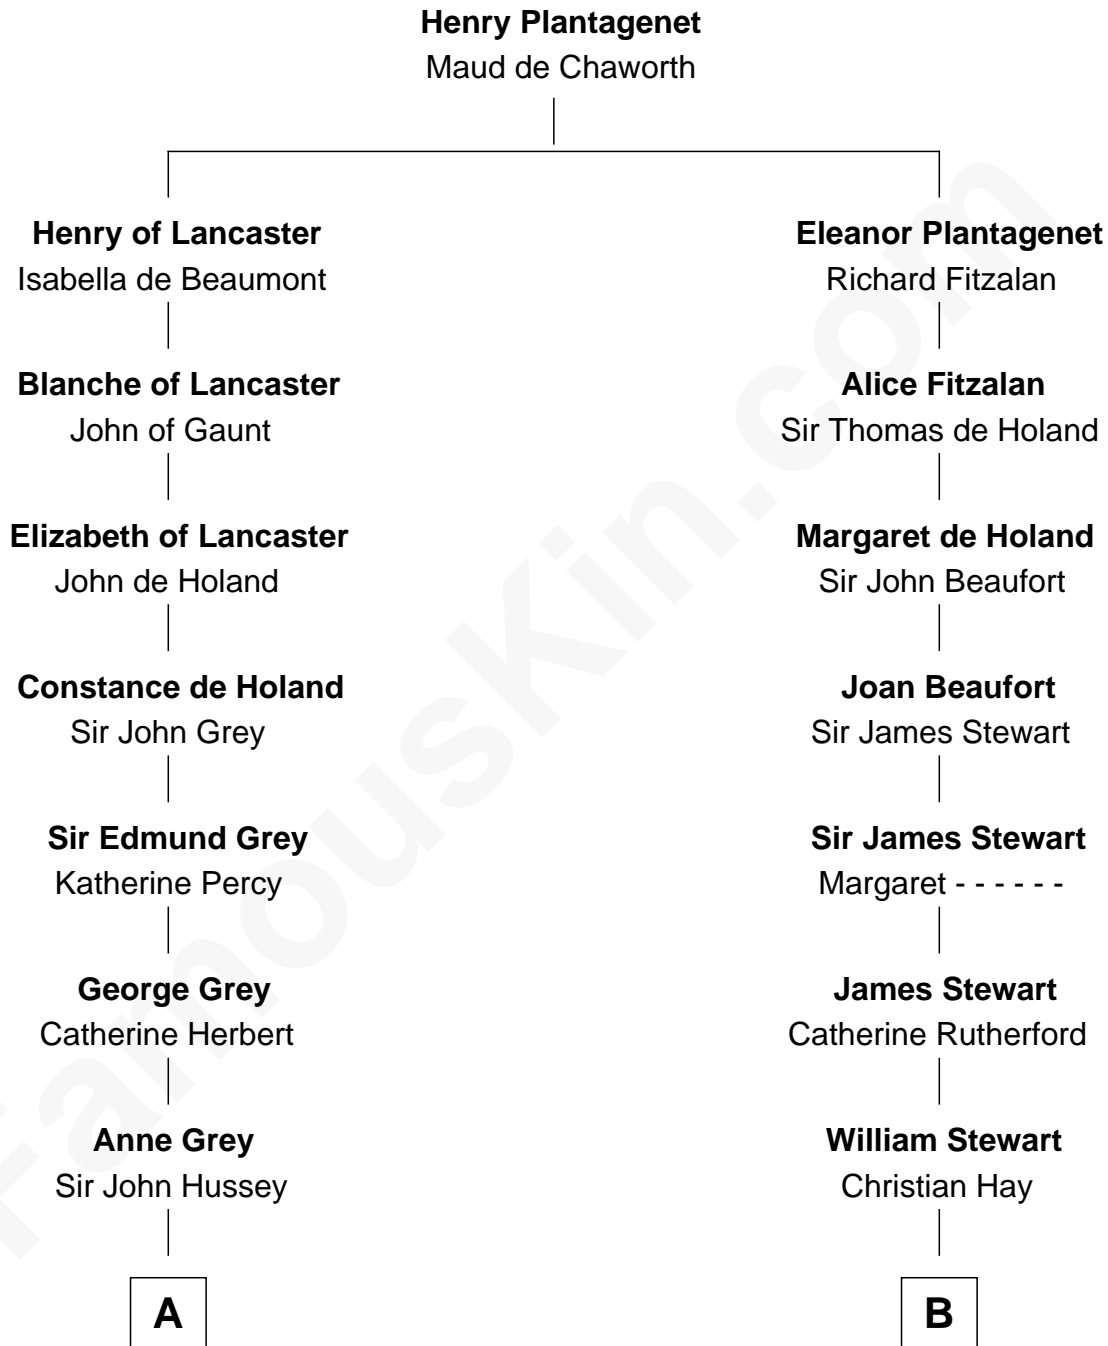 Henry Plantagenet
Maud de Chaworth
Henry of Lancaster
Isabella de Beaumont
Eleanor Plantagenet
Richard Fitzalan
Blanche of Lancaster
John of Gaunt
Alice Fitzalan
Sir Thomas de Holand
Elizabeth of Lancaster
John de Holand
Margaret de Holand
Sir John Beaufort
Constance de Holand
Sir John Grey
Joan Beaufort
Sir James Stewart
Sir Edmund Grey
Katherine Percy
Sir James Stewart
Margaret - - - - - -
George Grey
Catherine Herbert
James Stewart
Catherine Rutherford
Anne Grey
Sir John Hussey
William Stewart
Christian Hay
A
B
FamousKin.com